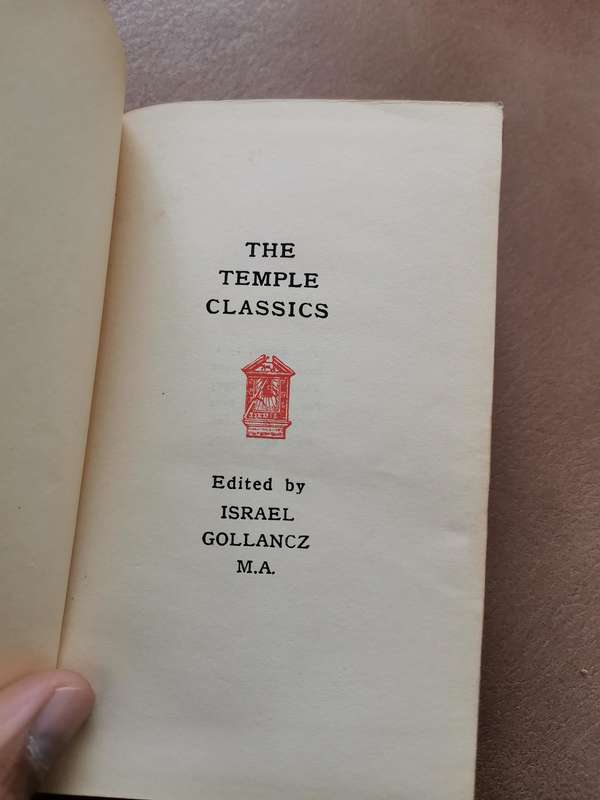 THE
TEMPLE
CLASSICS
Edited by
ISRAEL
GOLLANCZ
M.A.